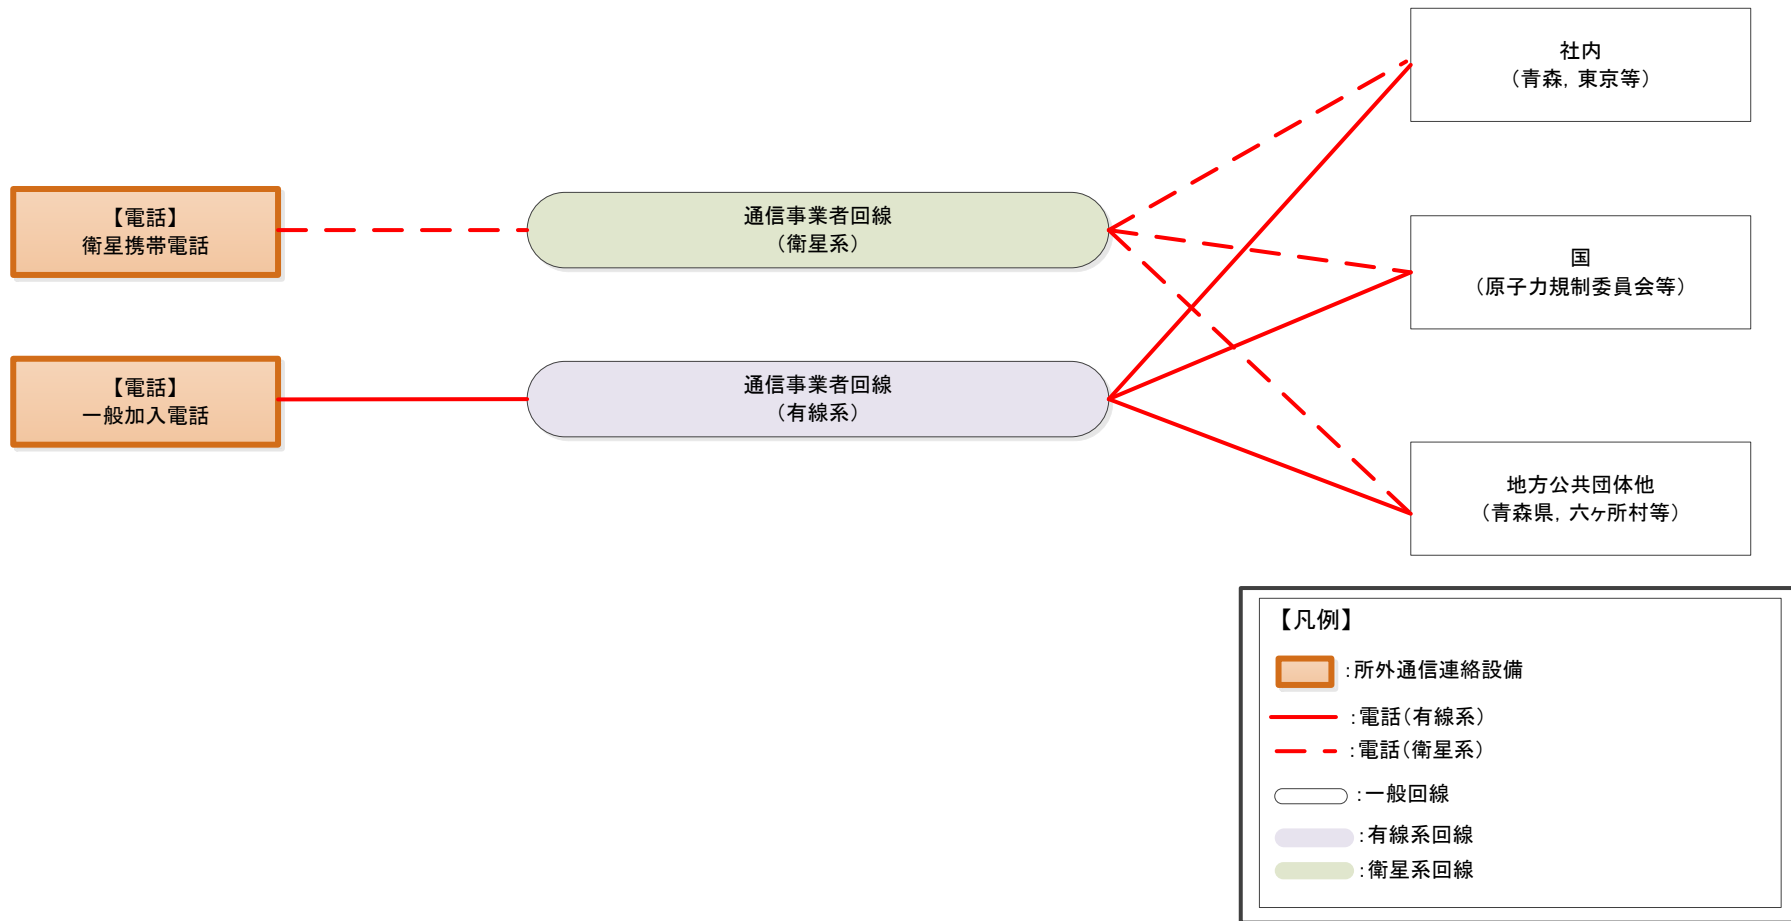 社内
(青森, 東京等)
【電話】
衛星携帯電話
通信事業者回線
(衛星系)
国
(原子力規制委員会等)
【電話】
一般加入電話
通信事業者回線
(有線系)
地方公共団体他
(青森県, 六ヶ所村等)
【凡例】
:所外通信連絡設備
:電話(有線系)
:電話(衛星系)
:一般回線
:有線系回線
:衛星系回線